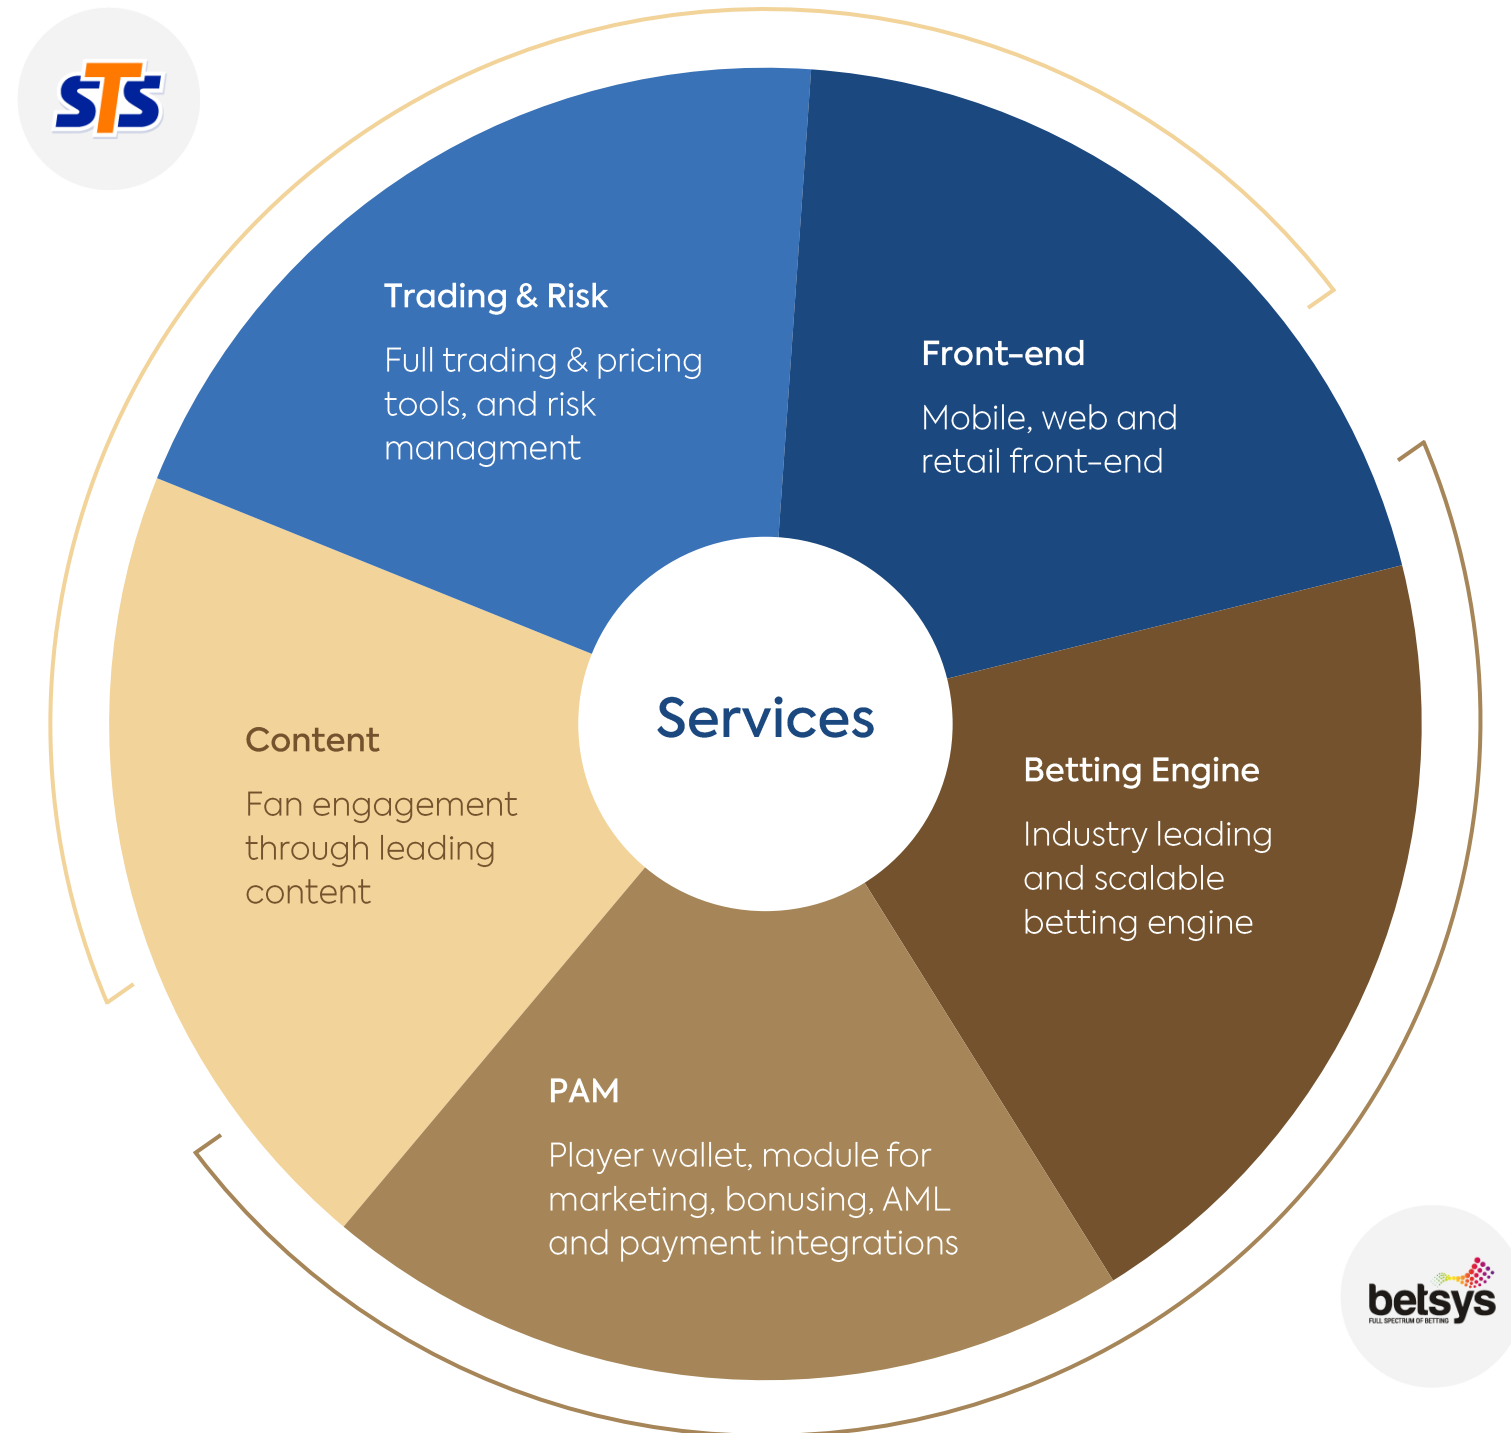 STS
Trading & Risk
Full trading & pricing
tools, and risk
managment
Front-end
Mobile, web and
retail front-end
Services
Content
Fan engagement
through leading
content
Betting Engine
Industry leading
and scalable
betting engine
PAM
Player wallet, module for
marketing, bonusing, AML
and payment integrations
betsys
FULL SPECTRUM OF BETTING